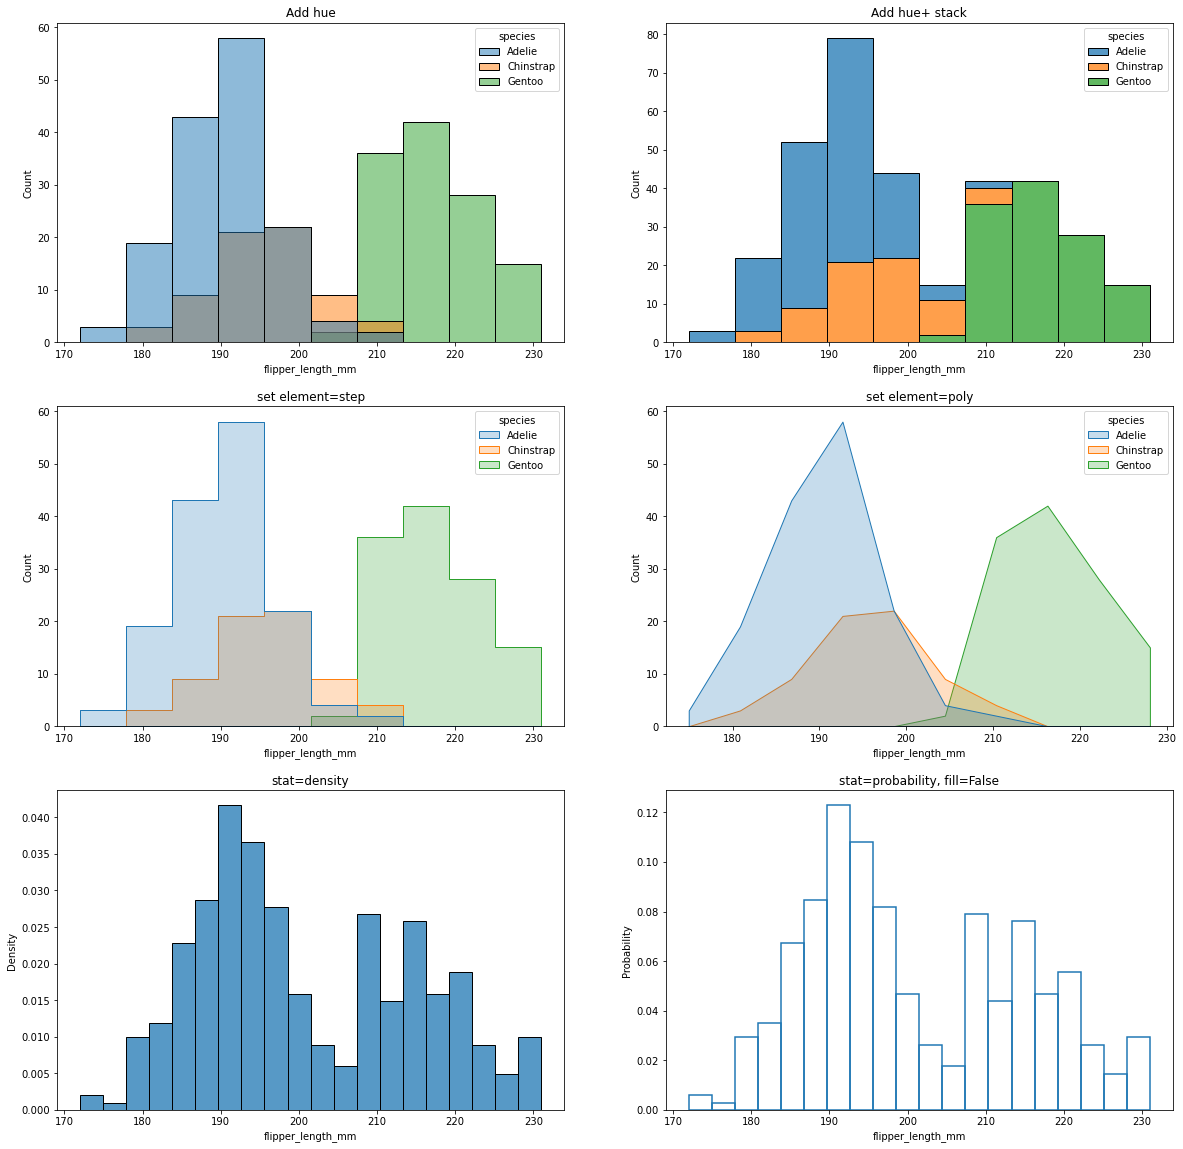 Add hue
60
50
40
30
20
10
0
Count
species
Adelie
Chinstrap
Gentoo
170 180 190 200 210 220 230
flipper_length_mm
Add hue+ stack
80
70
60
50
40
30
20
10
0
Count
species
Adelie
Chinstrap
Gentoo
170 180 190 200 210 220 230
flipper_length_mm
set element=step
60
50
40
30
20
10
0
Count
species
Adelie
Chinstrap
Gentoo
170 180 190 200 210 220 230
flipper_length_mm
set element=poly
60
50
40
30
20
10
0
Count
species
Adelie
Chinstrap
Gentoo
180 190 200 210 220 230
flipper_length_mm
stat=density
0.040
0.035
0.030
0.025
0.020
0.015
0.010
0.005
0.000
Density
170 180 190 200 210 220 230
flipper_length_mm
stat=probability, fill=False
0.12
0.10
0.08
0.06
0.04
0.02
0.00
Probability
170 180 190 200 210 220 230
flipper_length_mm